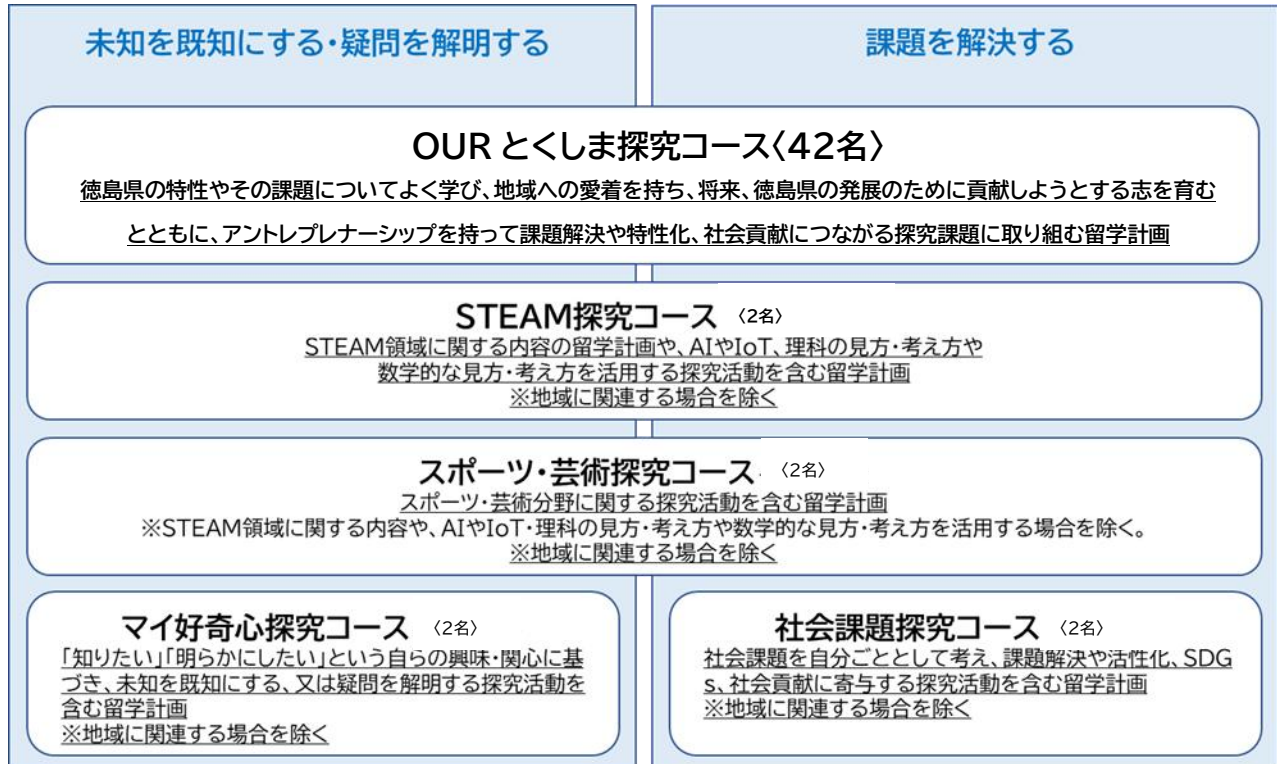 未知を既知にする・疑問を解明する
課題を解決する
OUR とくしま探究コース〈42名〉
徳島県の特性やその課題についてよく学び、地域への愛着を持ち、将来、徳島県の発展のために貢献しようとする志を育む
とともに、アントレプレナーシップを持って課題解決や特性化、社会貢献につながる探究課題に取り組む留学計画
STEAM探究コース 〈2名〉
STEAM領域に関する内容の留学計画や、AIやIoT、理科の見方・考え方や
数学的な見方・考え方を活用する探究活動を含む留学計画
※地域に関連する場合を除く
スポーツ・芸術探究コース 〈2名〉
スポーツ・芸術分野に関する探究活動を含む留学計画
※STEAM領域に関する内容や、AIやIoT・理科の見方・考え方や数学的な見方・考え方を活用する場合を除く。
※地域に関連する場合を除く
マイ好奇心探究コース 〈2名〉
「知りたい」「明らかにしたい」という自らの興味・関心に基
づき、未知を既知にする、又は疑問を解明する探究活動を
含む留学計画
※地域に関連する場合を除く
社会課題探究コース 〈2名〉
社会課題を自分ごととして考え、課題解決や活性化、SDG
s、社会貢献に寄与する探究活動を含む留学計画
※地域に関連する場合を除く